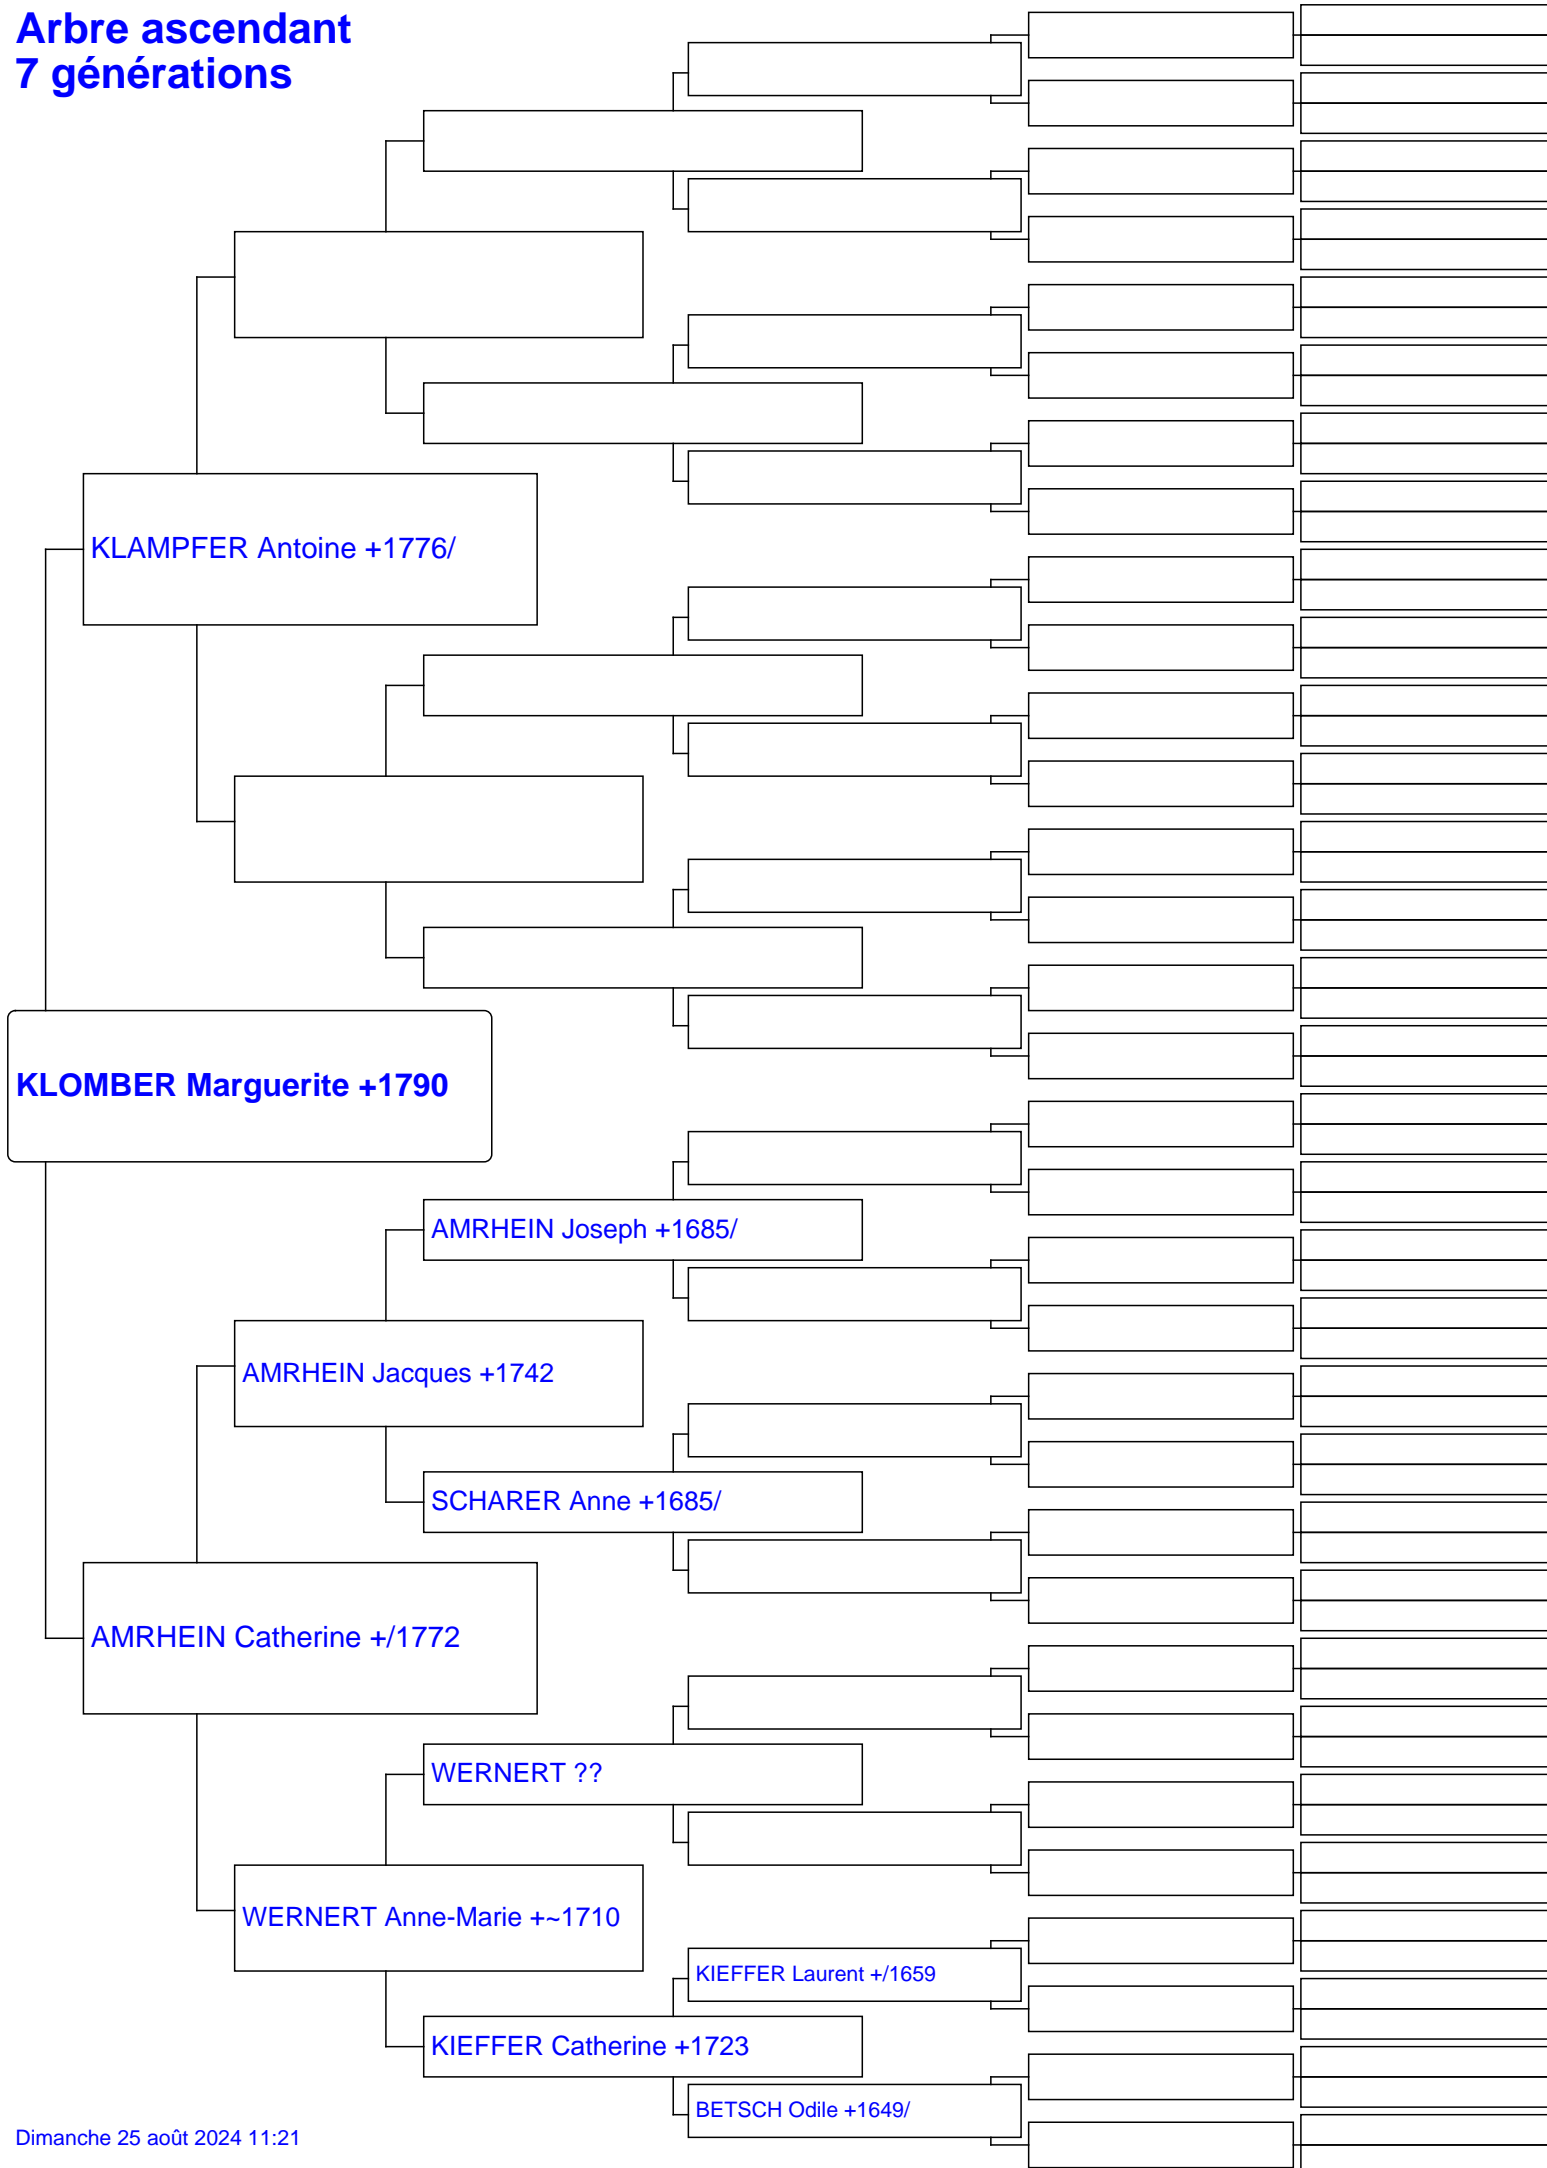 Arbre ascendant
7 générations
KLAMPFER Antoine +1776/
KLOMBER Marguerite +1790
AMRHEIN Joseph +1685/
AMRHEIN Jacques +1742
SCHARER Anne +1685/
AMRHEIN Catherine +/1772
WERNERT ??
WERNERT Anne-Marie +~1710
KIEFFER Laurent +/1659
KIEFFER Catherine +1723
BETSCH Odile +1649/
Dimanche 25 août 2024 11:21